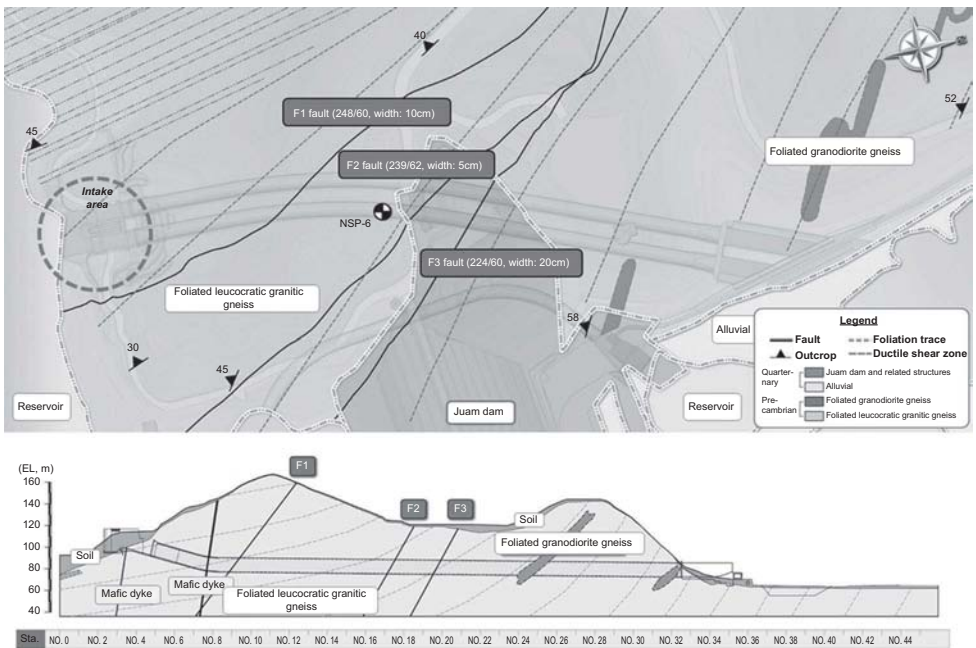 40
52
45
F1 fault (248/60, width: 10cm)
Foliated granodiorite gneiss
F2 fault (239/62, width: 5cm)
Intake
area
NSP-6
F3 fault (224/60, width: 20cm)
Foliated leucocratic granitic
gneiss
58
Alluvial
30
45
Reservoir
Juam dam
Reservoir
Legend
Fault
Foliation trace
Outcrop
Ductile shear zone
Quarter-
nary
Juam dam and related structures
Alluvial
Pre-
cambrian
Foliated granodiorite gneiss
Foliated leucocratic granitic gneiss
(EL, m)
160
140
120
100
80
60
40
F1
F2
F3
Soil
Soil
Foliated granodiorite gneiss
Mafic dyke
Mafic dyke
Foliated leucocratic granitic
gneiss
Sta. NO. 0 NO. 2 NO. 4 NO. 6 NO. 8 NO. 10 NO. 12 NO. 14 NO. 16 NO. 18 NO. 20 NO. 22 NO. 24 NO. 26 NO. 28 NO. 30 NO. 32 NO. 34 NO. 36 NO. 38 NO. 40 NO. 42 NO. 44